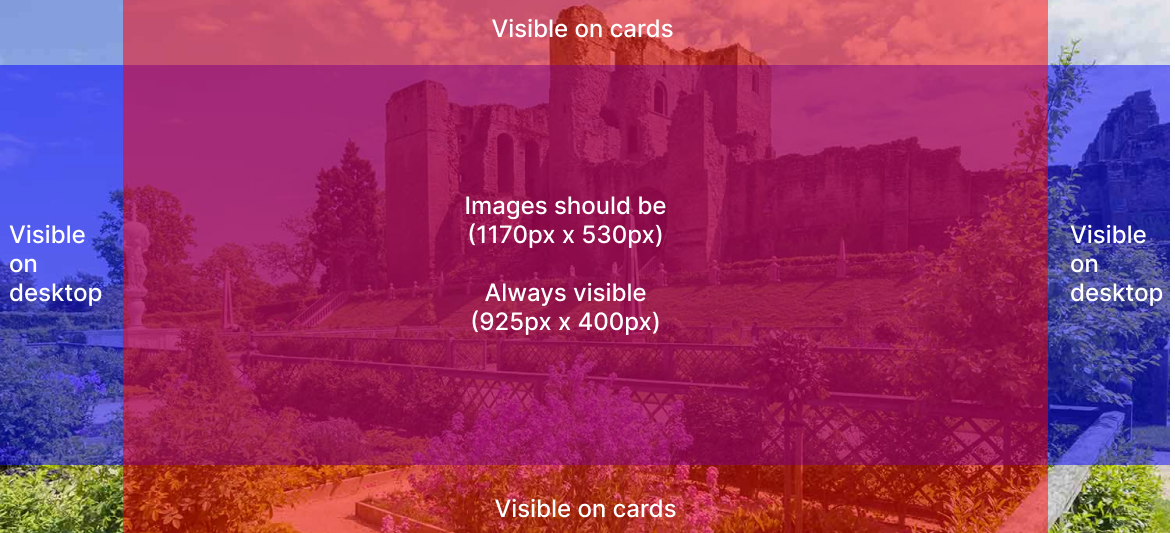 Visible on cards
Images should be
(1170px x 530px)
Always visible
(925px x 400px)
Visible
on
desktop
Visible
on
desktop
Visible on cards